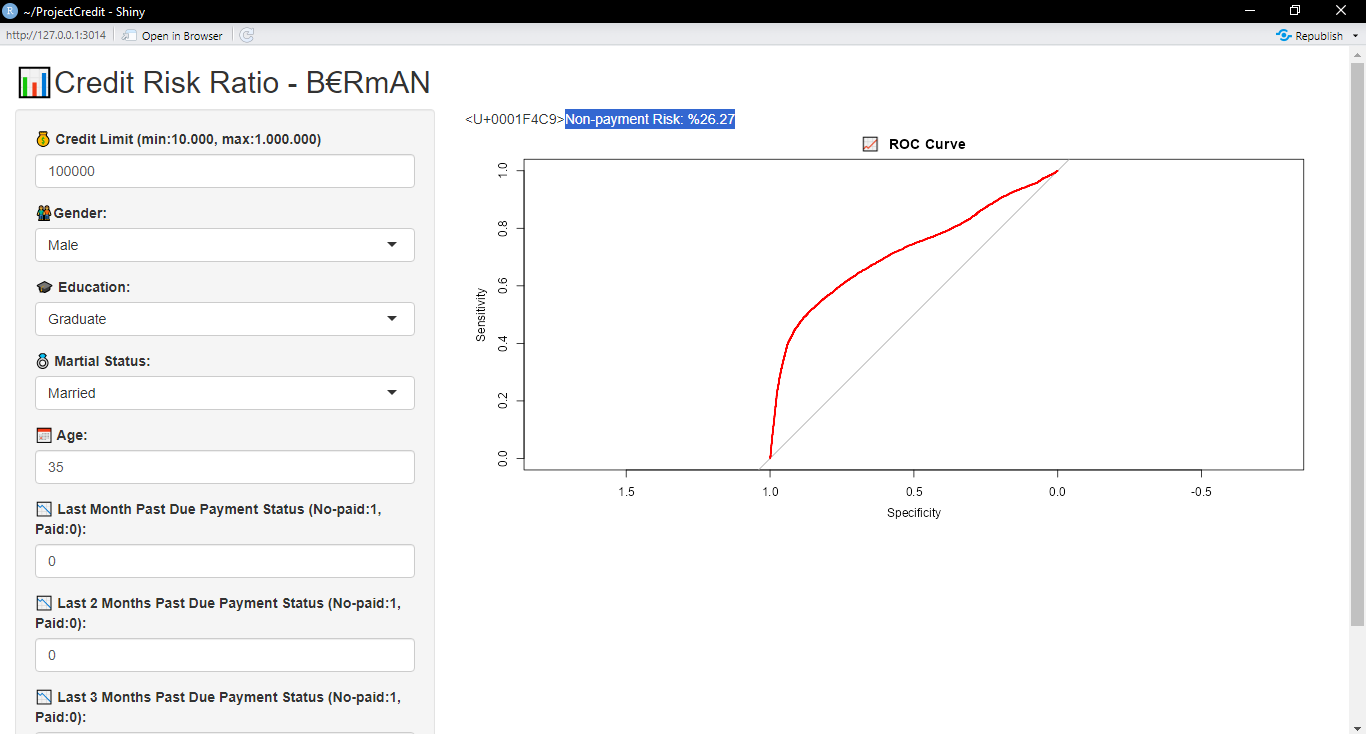 ~/ProjectCredit - Shiny
http://127.0.0.1:3014
Open in Browser
Republish
Credit Risk Ratio - B€RmAN
Credit Limit (min:10.000, max:1.000.000)
100000
Gender:
Male
Education:
Graduate
Martial Status:
Married
Age:
35
Last Month Past Due Payment Status (No-paid:1,
Paid:0):
0
Last 2 Months Past Due Payment Status (No-paid:1,
Paid:0):
0
Last 3 Months Past Due Payment Status (No-paid:1,
Paid:0):
<U+0001F4C9>Non-payment Risk: %26.27
ROC Curve
Sensitivity
1.0
0.8
0.6
0.4
0.2
0.0
1.5 1.0 0.5 0.0 -0.5
Specificity